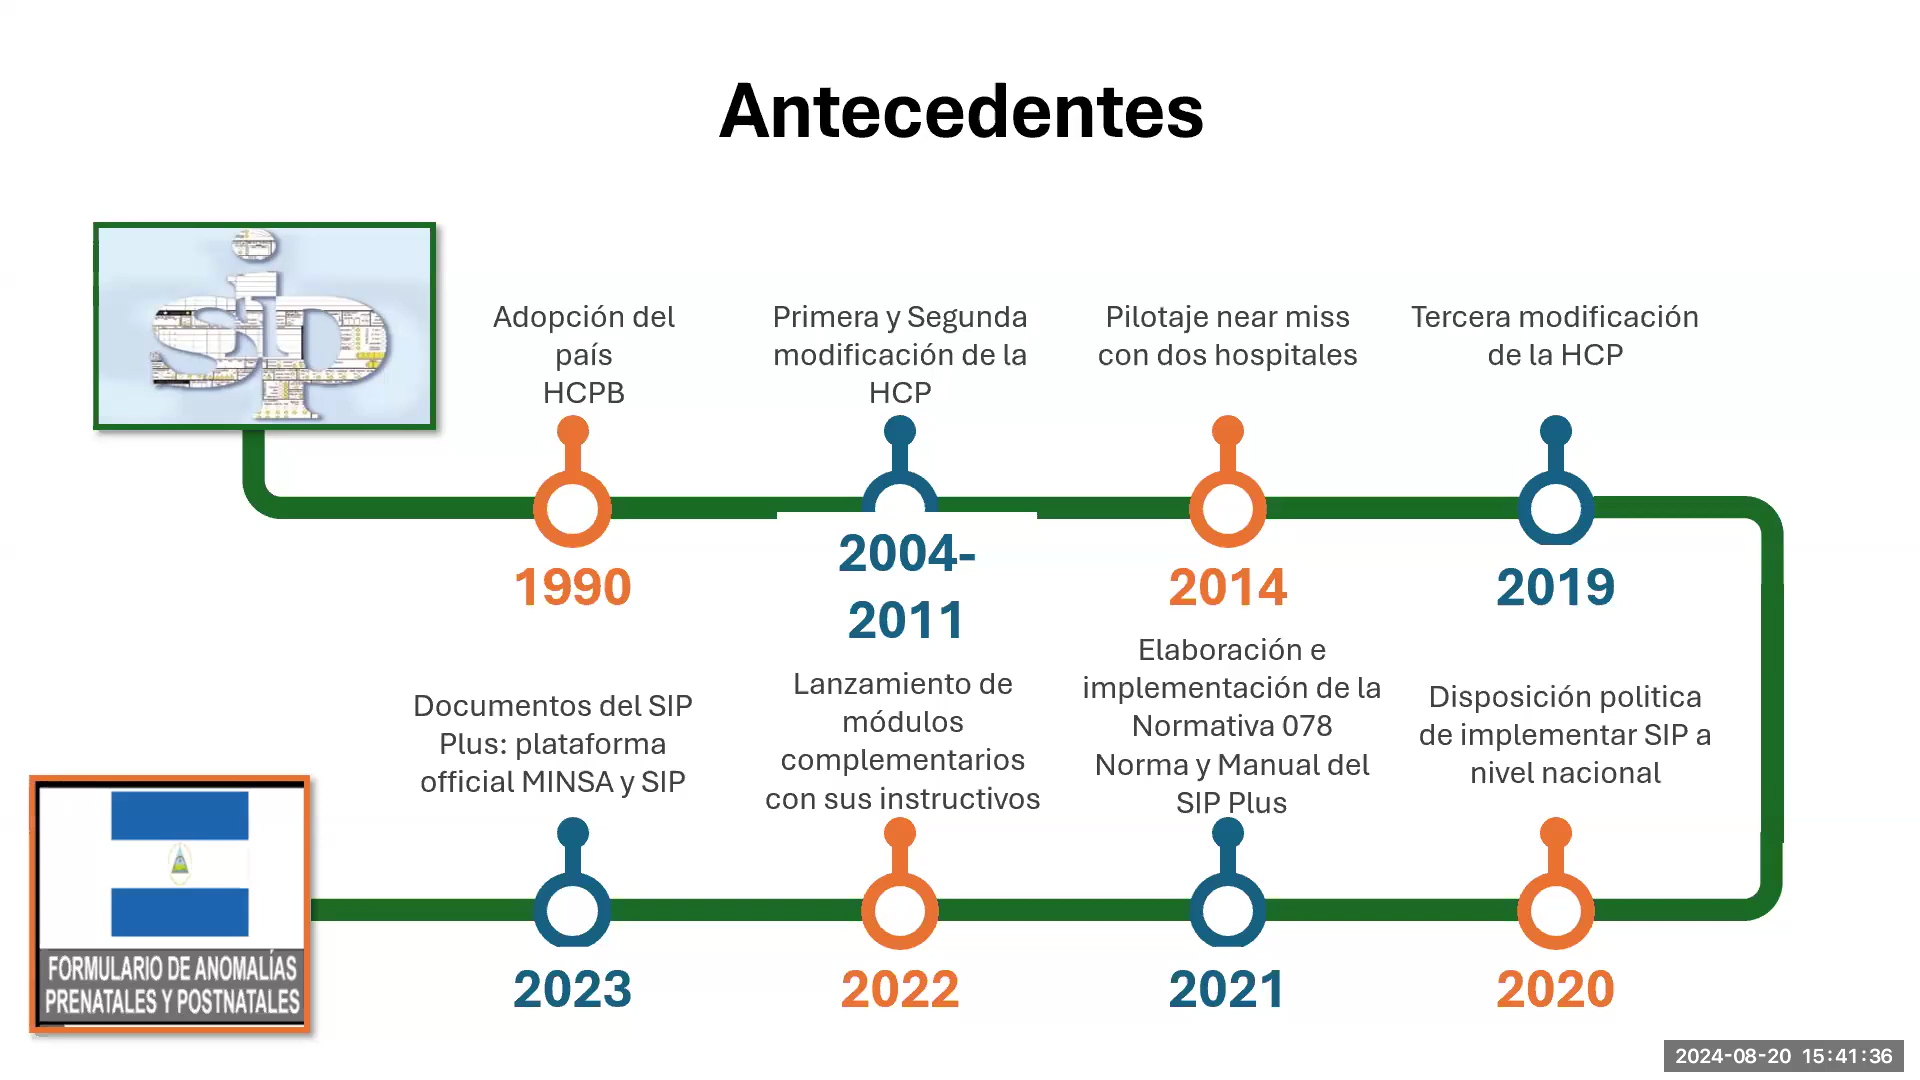 Antecedentes
sip
Adopción del
país
HCPB
1990
Primera y Segunda
modificación de la
HCP
2004-
2011
Pilotaje near miss
con dos hospitales
2014
Tercera modificación
de la HCP
2019
Disposición politica
de implementar SIP a
nivel nacional
2020
Elaboración e
implementación de la
Normativa 078
Norma y Manual del
SIP Plus
2021
Lanzamiento de
módulos
complementarios
con sus instructivos
2022
Documentos del SIP
Plus: plataforma
official MINSA y SIP
2023
FORMULARIO DE ANOMALÍAS
PRENATALES Y POSTNATALES
2024-08-20 15:41:36